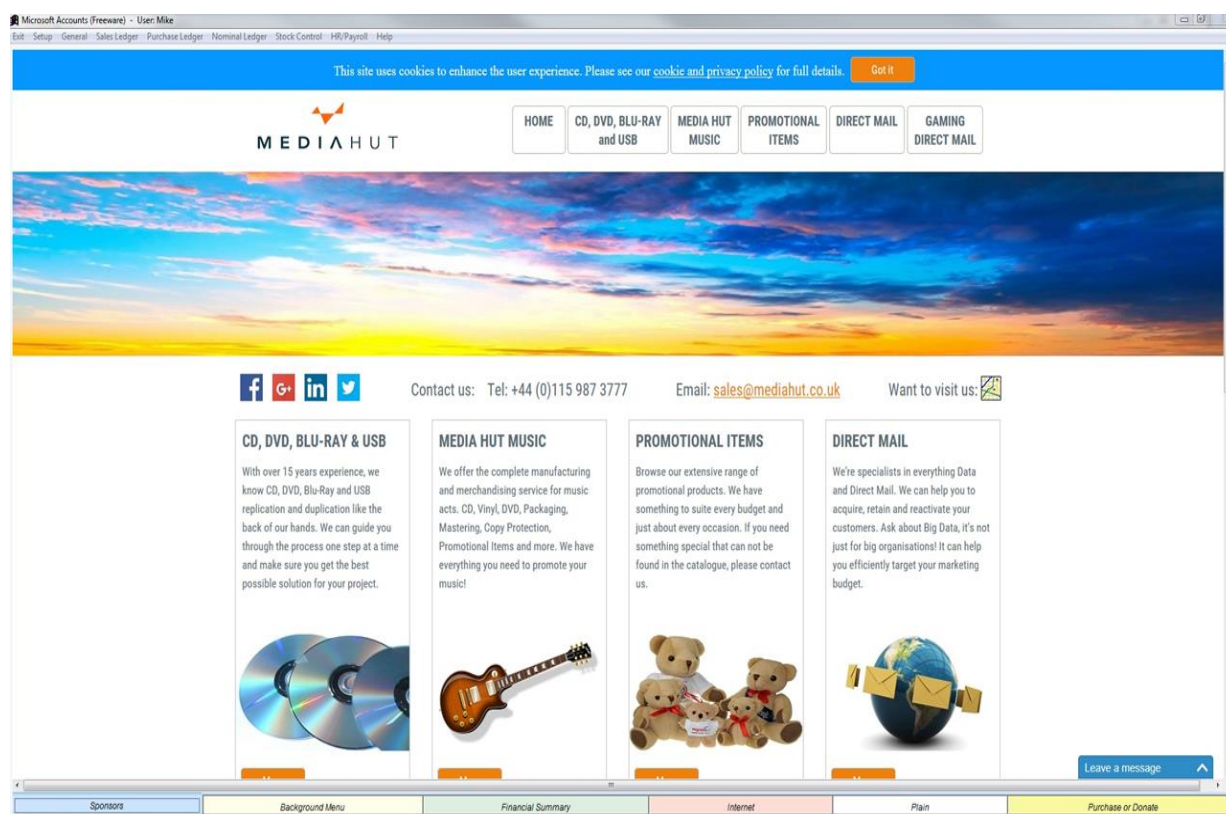 Microsoft Accounts (Freeware) - User: Mike
Exit Setup General Sales Ledger Purchase Ledger Nominal Ledger Stock Control HR/Payroll Help
This site uses cookies to enhance the user experience. Please see our cookie and privacy policy for full details. Got it
MEDIAHUT
HOME
CD, DVD, BLU-RAY
and USB
MEDIA HUT
MUSIC
PROMOTIONAL
ITEMS
DIRECT MAIL
GAMING
DIRECT MAIL
Contact us: Tel: +44 (0)115 987 3777 Email: sales@mediahut.co.uk Want to visit us:
CD, DVD, BLU-RAY & USB
With over 15 years experience, we
know CD, DVD, Blu-Ray and USB
replication and duplication like the
back of our hands. We can guide you
through the process one step at a time
and make sure you get the best
possible solution for your project.
MEDIA HUT MUSIC
We offer the complete manufacturing
and merchandising service for music
acts. CD, Vinyl, DVD, Packaging,
Mastering, Copy Protection,
Promotional Items and more. We have
everything you need to promote your
music!
PROMOTIONAL ITEMS
Browse our extensive range of
promotional products. We have
something to suite every budget and
just about every occasion. If you need
something special that can not be
found in the catalogue, please contact
us.
DIRECT MAIL
We're specialists in everything Data
and Direct Mail. We can help you to
acquire, retain and reactivate your
customers. Ask about Big Data, it's not
just for big organisations! It can help
you efficiently target your marketing
budget.
Leave a message
Sponsors
Background Menu
Financial Summary
Internet
Plain
Purchase or Donate